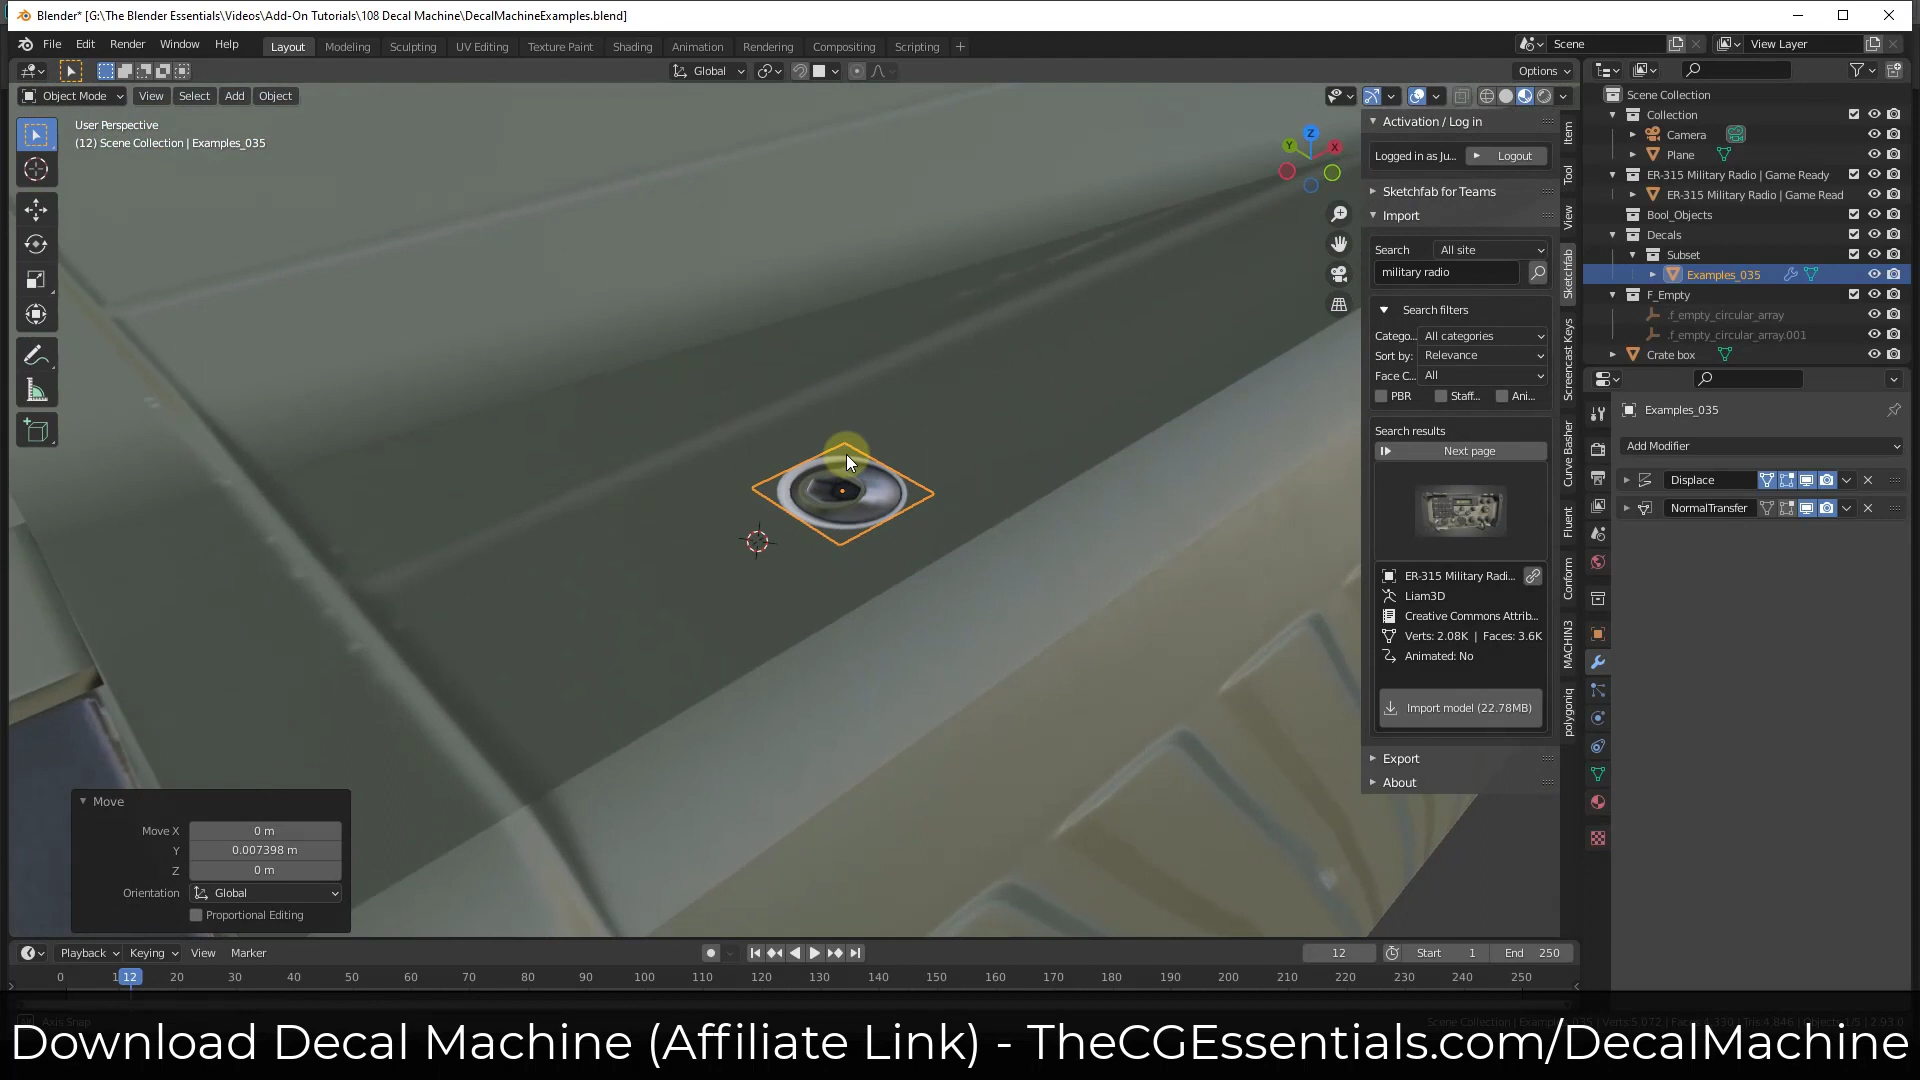 Blender* [G:\The Blender Essentials\Videos\Add-On Tutorials\108 Decal Machine\DecalMachineExamples.blend]
File Edit Render Window Help Layout Modeling Sculpting UV Editing Texture Paint Shading Animation Rendering Compositing Scripting + Scene View Layer
Global Options
Object Mode View Select Add Object
User Perspective
(12) Scene Collection | Examples_035
Z
Y
X
Activation / Log in
Logged in as Ju... Logout
Sketchfab for Teams
Import
Search All site
military radio
Search filters
Catego... All categories
Sort by: Relevance
Face C... All
PBR Staff... Ani...
Search results
Next page
ER-315 Military Radi...
Liam3D
Creative Commons Attrib...
Verts: 2.08K | Faces: 3.6K
Animated: No
Import model (22.78MB)
Export
About
Item
Tool
View
Sketchfab
Screencast Keys
Curve Basher
Fluent
Conform
MACHIN3
polygoniq
Scene Collection
Collection
Camera
Plane
ER-315 Military Radio | Game Ready
ER-315 Military Radio | Game Read
Bool_Objects
Decals
Subset
Examples_035
F_Empty
.f_empty_circular_array
.f_empty_circular_array.001
Crate box
Examples_035
Add Modifier
Displace
NormalTransfer
Move
Move X 0 m
Y 0.007398 m
Z 0 m
Orientation Global
Proportional Editing
Playback Keying View Marker 12 Start 1 End 250
0 12 20 30 40 50 60 70 80 90 100 110 120 130 140 150 160 170 180 190 200 210 220 230 240 250
Axis Snap
Download Decal Machine (Affiliate Link) - TheCGEssentials.com/DecalMachine